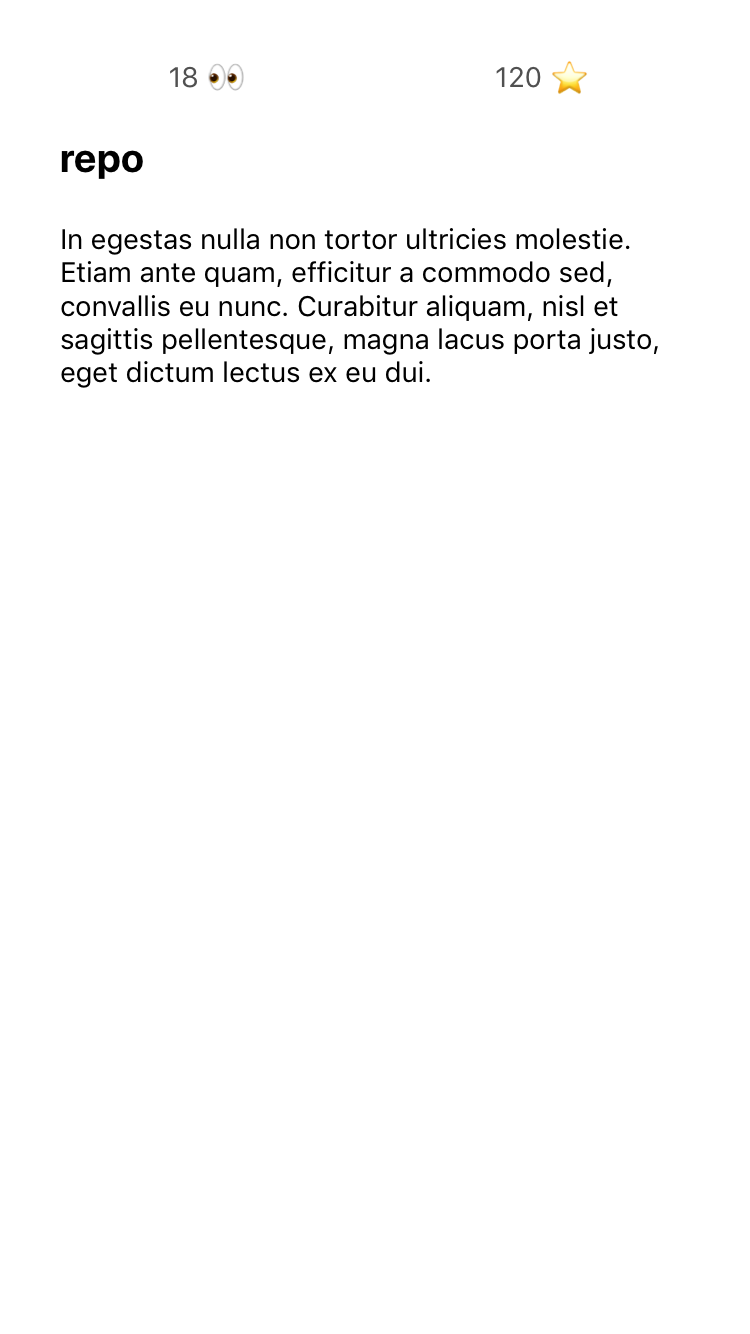 18 👀
120 ⭐
repo
In egestas nulla non tortor ultricies molestie.
Etiam ante quam, efficitur a commodo sed,
convallis eu nunc. Curabitur aliquam, nisl et
sagittis pellentesque, magna lacus porta justo,
eget dictum lectus ex eu dui.